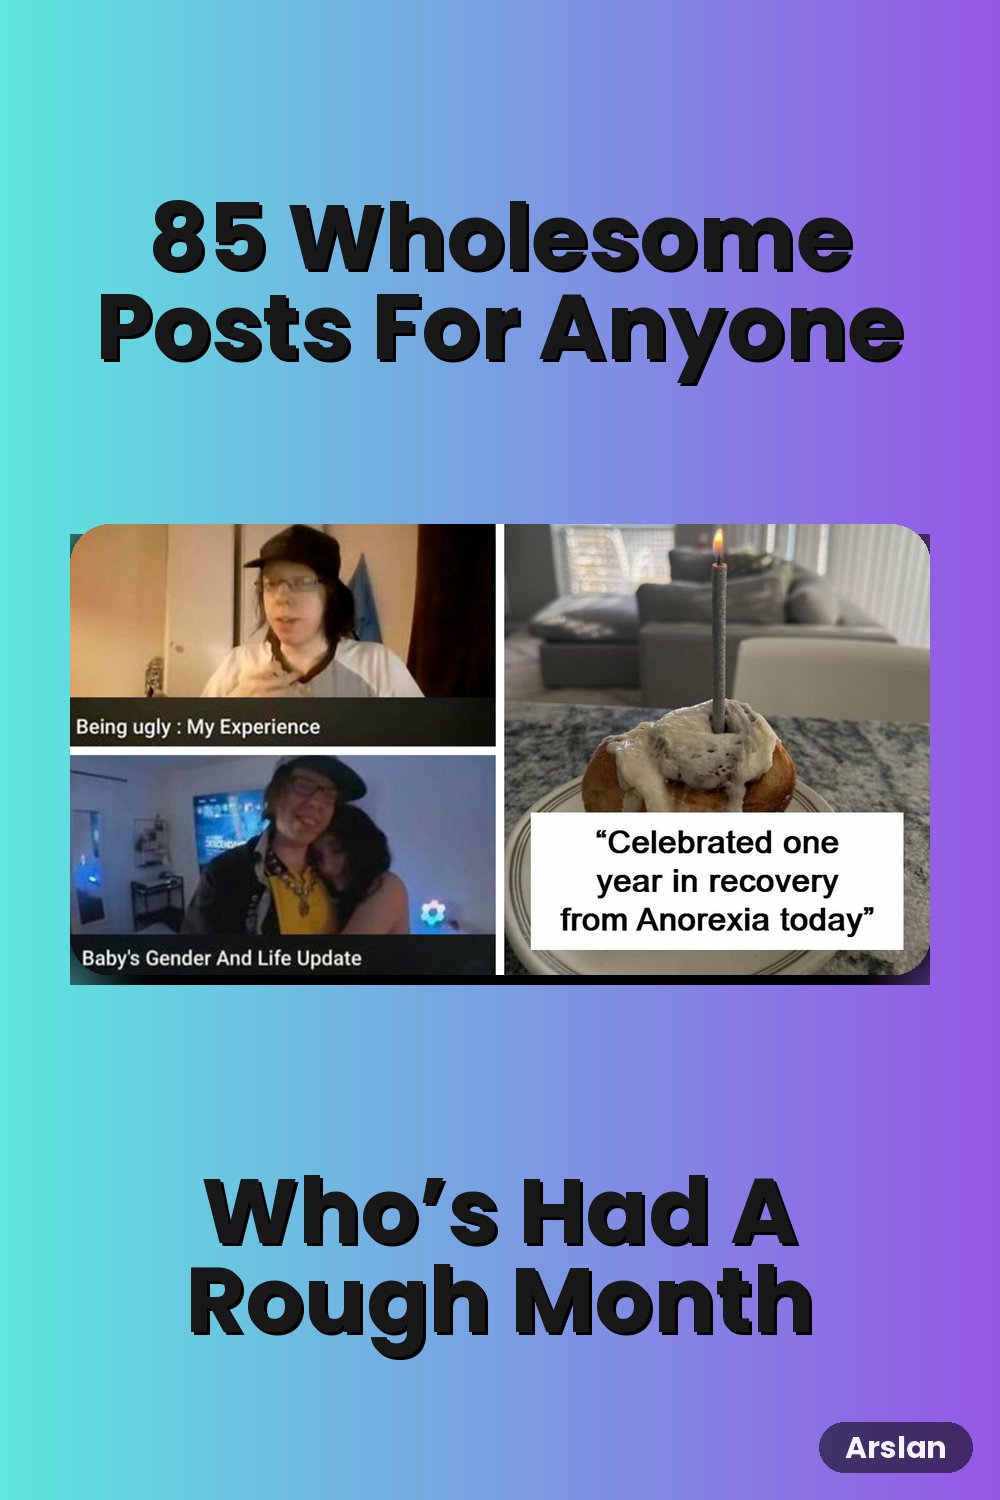 85 Wholesome
Posts For Anyone
Being ugly : My Experience
Baby's Gender And Life Update
“Celebrated one
year in recovery
from Anorexia today”
Who’s Had A
Rough Month
Arslan